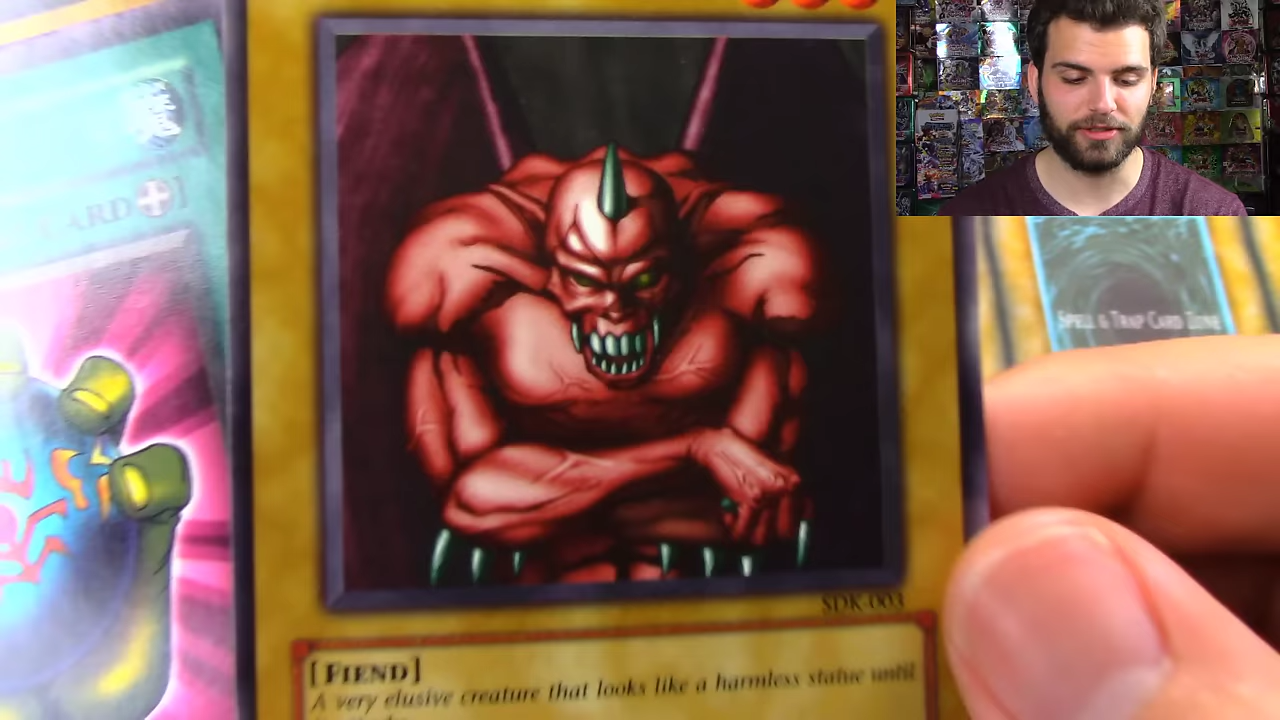 CARD
SPELL & TRAP CARD ZONE
SDK-003
[FIEND]
A very elusive creature that looks like a harmless statue until